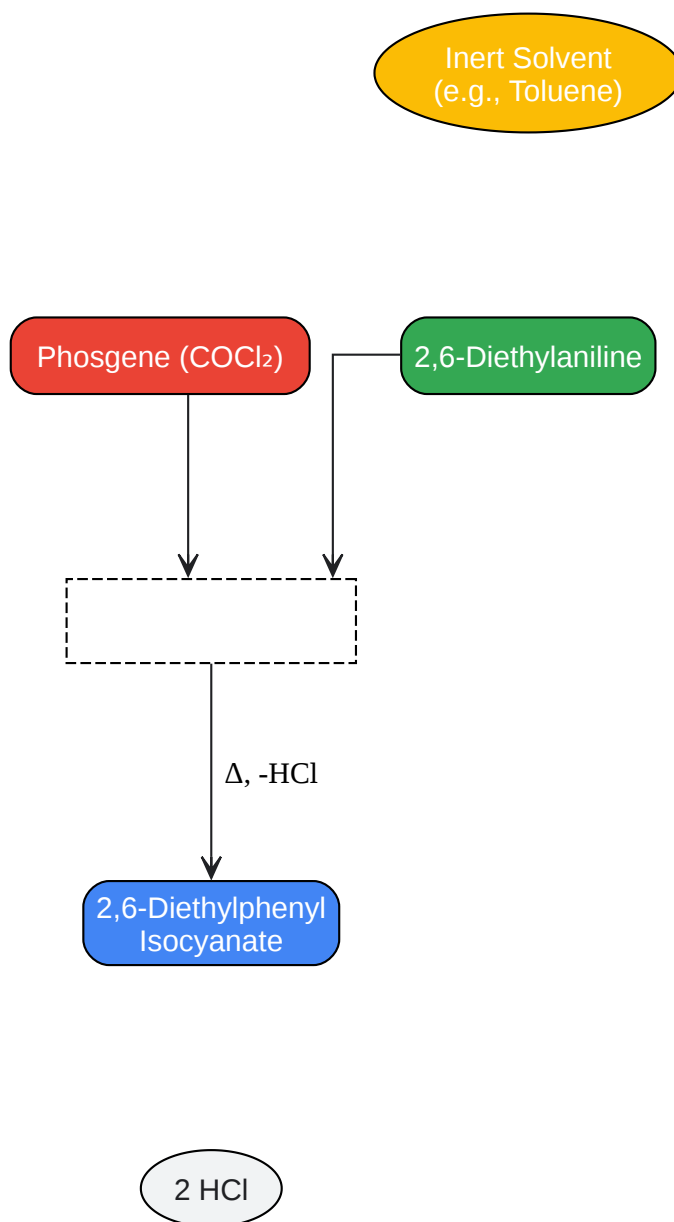 Inert Solvent
(e.g., Toluene)
Phosgene (COCl₂)
2,6-Diethylaniline
Δ, -HCl
2,6-Diethylphenyl
Isocyanate
2 HCl